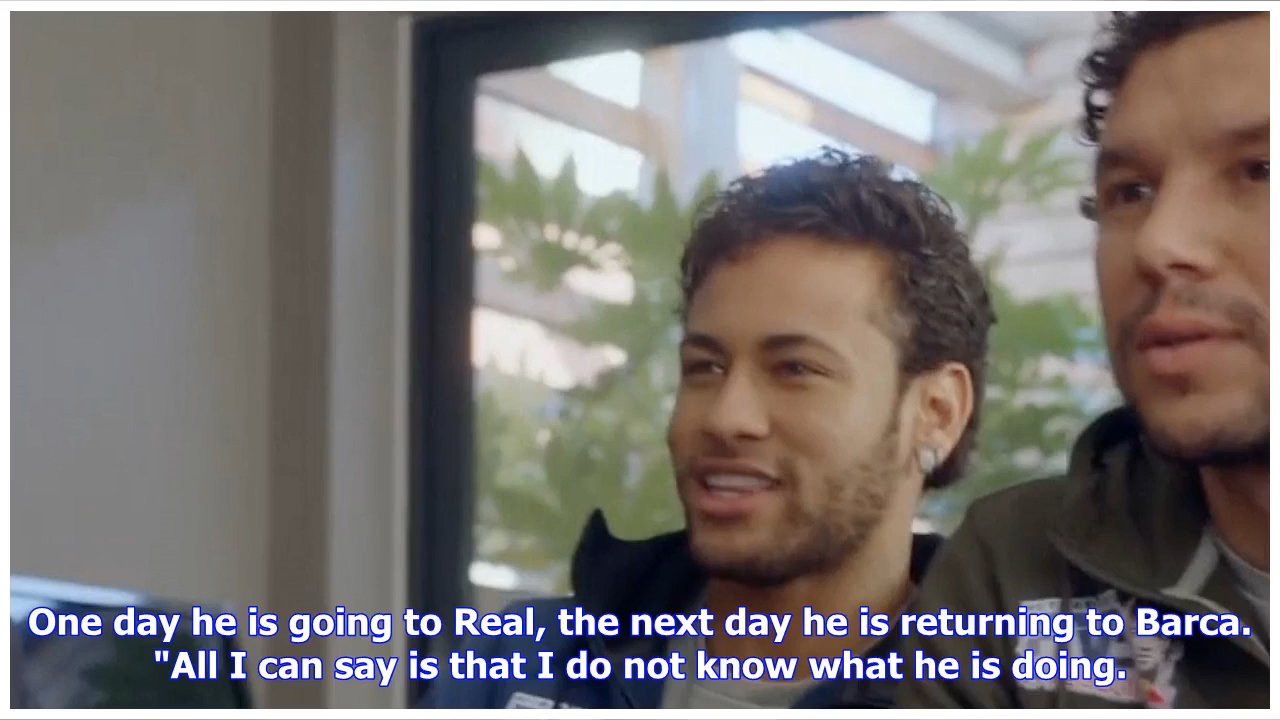 One day he is going to Real, the next day he is returning to Barca.
"All I can say is that I do not know what he is doing.